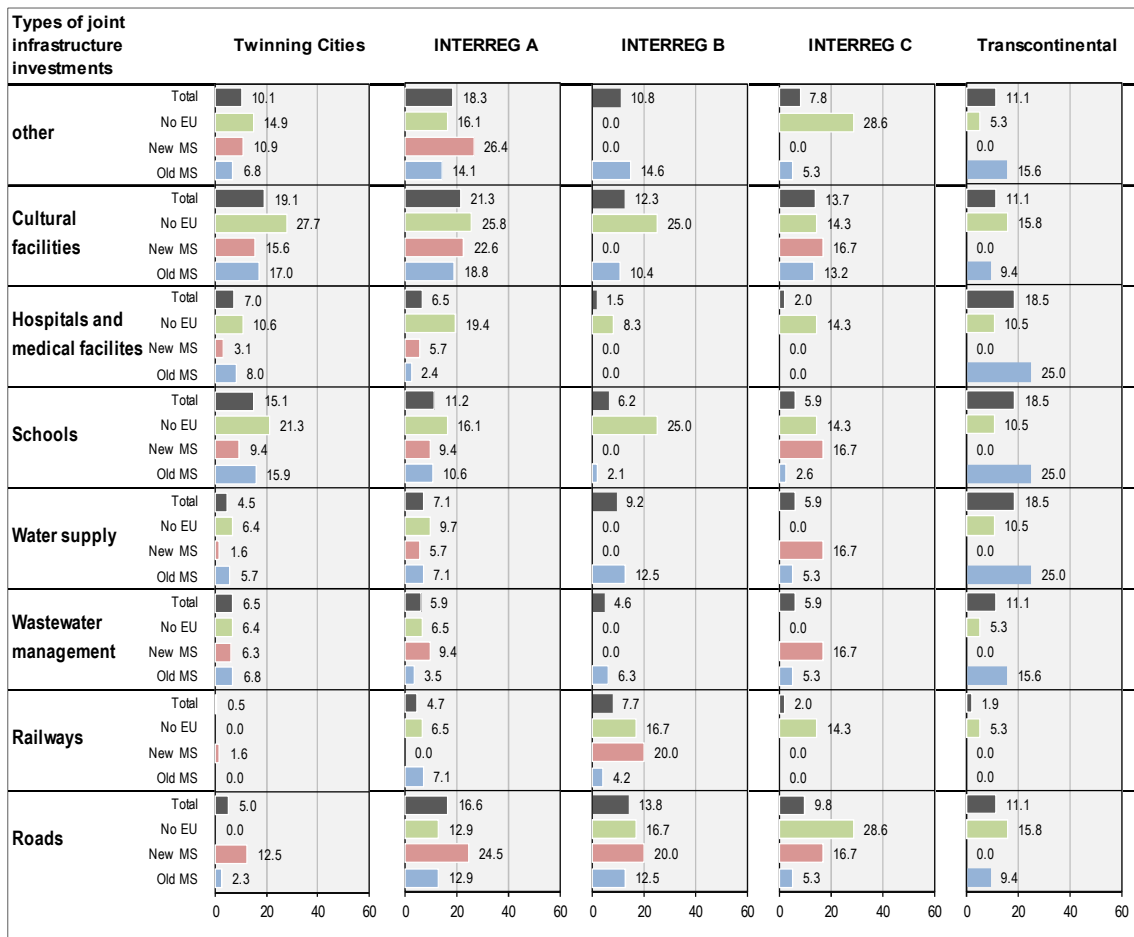 Types of joint
infrastructure
investments
Twinning Cities INTERREG A INTERREG B INTERREG C Transcontinental
other
Total 10.1 18.3 10.8 7.8 11.1
No EU 14.9 16.1 0.0 28.6 5.3
New MS 10.9 26.4 0.0 0.0 0.0
Old MS 6.8 14.1 14.6 5.3 15.6
Cultural
facilities
Total 19.1 21.3 12.3 13.7 11.1
No EU 27.7 25.8 25.0 14.3 15.8
New MS 15.6 22.6 0.0 16.7 0.0
Old MS 17.0 18.8 10.4 13.2 9.4
Hospitals and
medical facilites
Total 7.0 6.5 1.5 2.0 18.5
No EU 10.6 19.4 8.3 14.3 10.5
New MS 3.1 5.7 0.0 0.0 0.0
Old MS 8.0 2.4 0.0 0.0 25.0
Schools
Total 15.1 11.2 6.2 5.9 18.5
No EU 21.3 16.1 25.0 14.3 10.5
New MS 9.4 9.4 0.0 16.7 0.0
Old MS 15.9 10.6 2.1 2.6 25.0
Water supply
Total 4.5 7.1 9.2 5.9 18.5
No EU 6.4 9.7 0.0 0.0 10.5
New MS 1.6 5.7 0.0 16.7 0.0
Old MS 5.7 7.1 12.5 5.3 25.0
Wastewater
management
Total 6.5 5.9 4.6 5.9 11.1
No EU 6.4 6.5 0.0 0.0 5.3
New MS 6.3 9.4 0.0 16.7 0.0
Old MS 6.8 3.5 6.3 5.3 15.6
Railways
Total 0.5 4.7 7.7 2.0 1.9
No EU 0.0 6.5 16.7 14.3 5.3
New MS 1.6 0.0 20.0 0.0 0.0
Old MS 0.0 7.1 4.2 0.0 0.0
Roads
Total 5.0 16.6 13.8 9.8 11.1
No EU 0.0 12.9 16.7 28.6 15.8
New MS 12.5 24.5 20.0 16.7 0.0
Old MS 2.3 12.9 12.5 5.3 9.4
0 20 40 60 0 20 40 60 0 20 40 60 0 20 40 60 0 20 40 60